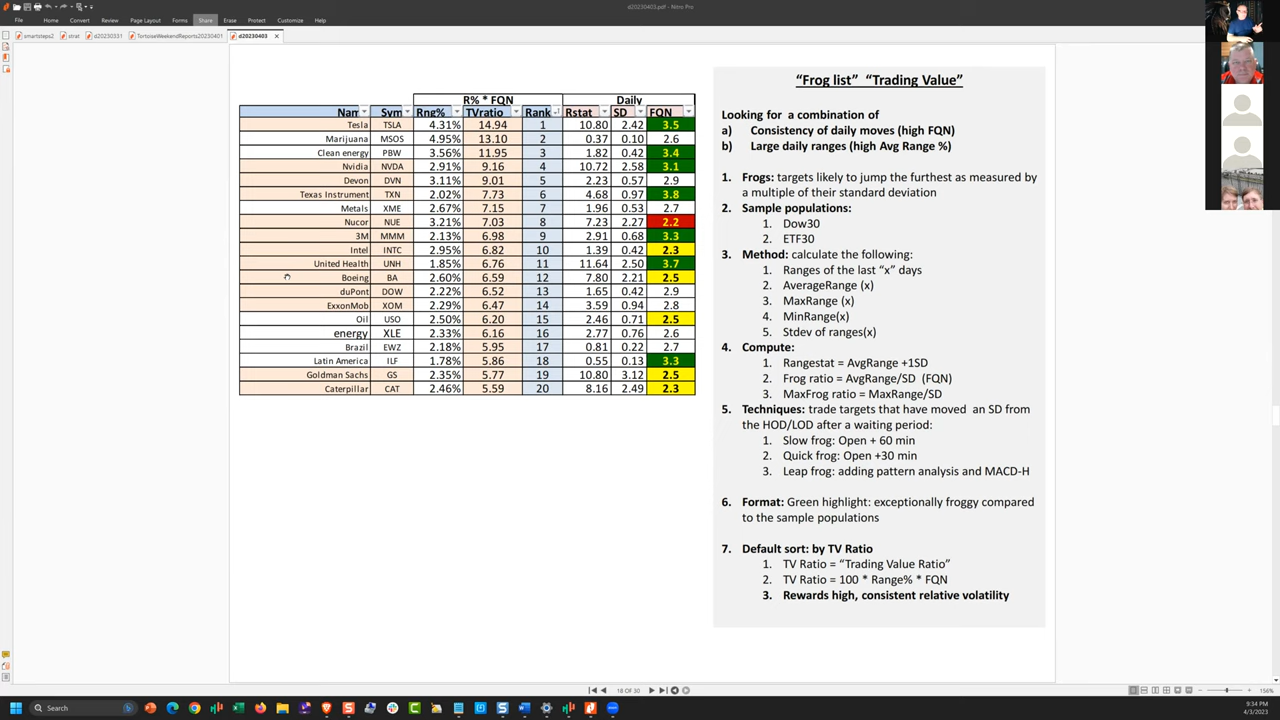 d20230403.pdf - Nitro Pro
File Home Convert Review Page Layout Forms Share Erase Protect Customize Help
smartsteps2 strat d20230331 TortoiseWeekendReports20230401 d20230403
R% * FQN Daily
Nam Sym Rng% TVratio Rank Rstat SD FQN
Tesla TSLA 4.31% 14.94 1 10.80 2.42 3.5
Marijuana MSOS 4.95% 13.10 2 0.37 0.10 2.6
Clean energy PBW 3.56% 11.95 3 1.82 0.42 3.4
Nvidia NVDA 2.91% 9.16 4 10.72 2.58 3.1
Devon DVN 3.11% 9.01 5 2.23 0.57 2.9
Texas Instrument TXN 2.02% 7.73 6 4.68 0.97 3.8
Metals XME 2.67% 7.15 7 1.96 0.53 2.7
Nucor NUE 3.21% 7.03 8 7.23 2.27 2.2
3M MMM 2.13% 6.98 9 2.91 0.68 3.3
Intel INTC 2.95% 6.82 10 1.39 0.42 2.3
United Health UNH 1.85% 6.76 11 11.64 2.50 3.7
Boeing BA 2.60% 6.59 12 7.80 2.21 2.5
duPont DOW 2.22% 6.52 13 1.65 0.42 2.9
ExxonMob XOM 2.29% 6.47 14 3.59 0.94 2.8
Oil USO 2.50% 6.20 15 2.46 0.71 2.5
energy XLE 2.33% 6.16 16 2.77 0.76 2.6
Brazil EWZ 2.18% 5.95 17 0.81 0.22 2.7
Latin America ILF 1.78% 5.86 18 0.55 0.13 3.3
Goldman Sachs GS 2.35% 5.77 19 10.80 3.12 2.5
Caterpillar CAT 2.46% 5.59 20 8.16 2.49 2.3
“Frog list” “Trading Value”
Looking for a combination of
a) Consistency of daily moves (high FQN)
b) Large daily ranges (high Avg Range %)
1. Frogs: targets likely to jump the furthest as measured by
a multiple of their standard deviation
2. Sample populations:
1. Dow30
2. ETF30
3. Method: calculate the following:
1. Ranges of the last “x” days
2. AverageRange (x)
3. MaxRange (x)
4. MinRange(x)
5. Stdev of ranges(x)
4. Compute:
1. Rangestat = AvgRange +1SD
2. Frog ratio = AvgRange/SD (FQN)
3. MaxFrog ratio = MaxRange/SD
5. Techniques: trade targets that have moved an SD from
the HOD/LOD after a waiting period:
1. Slow frog: Open + 60 min
2. Quick frog: Open +30 min
3. Leap frog: adding pattern analysis and MACD-H
6. Format: Green highlight: exceptionally froggy compared
to the sample populations
7. Default sort: by TV Ratio
1. TV Ratio = “Trading Value Ratio”
2. TV Ratio = 100 * Range% * FQN
3. Rewards high, consistent relative volatility
18 OF 30
156%
Search
9:34 PM
4/3/2023